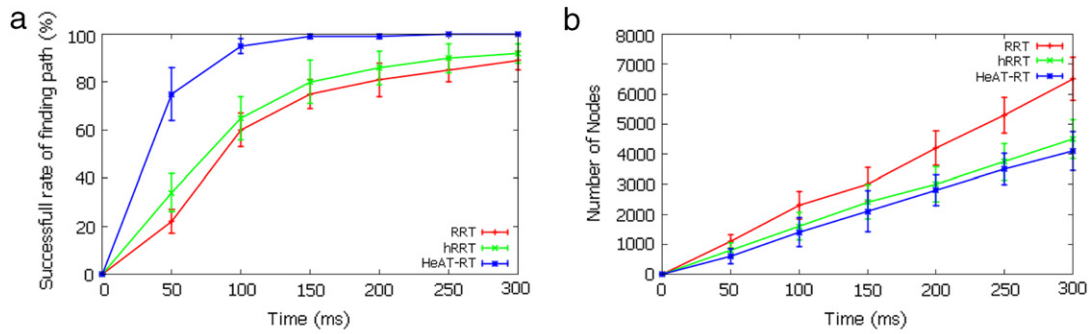 a
Successfull rate of finding path (%)
100
80
60
40
20
0
RRT
hRRT
HeAT-RT
0 50 100 150 200 250 300
Time (ms)
b
Number of Nodes
8000
7000
6000
5000
4000
3000
2000
1000
0
RRT
hRRT
HeAT-RT
0 50 100 150 200 250 300
Time (ms)